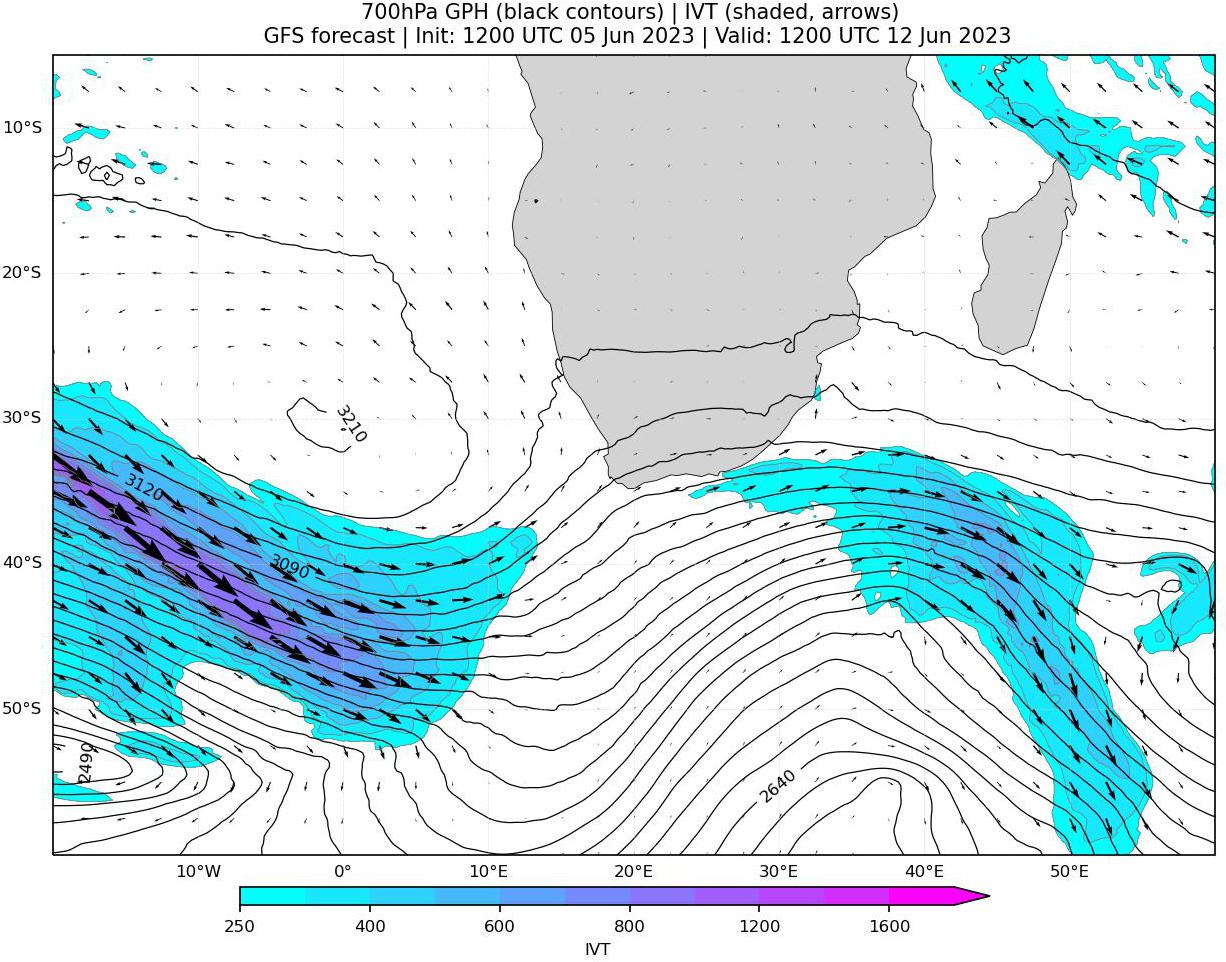 700hPa GPH (black contours) | IVT (shaded, arrows)
GFS forecast | Init: 1200 UTC 05 Jun 2023 | Valid: 1200 UTC 12 Jun 2023
10°S
20°S
3210
30°S
3120
3090
40°S
50°S
2490
2640
10°W 0° 10°E 20°E 30°E 40°E 50°E
250 400 600 800 1200 1600
IVT